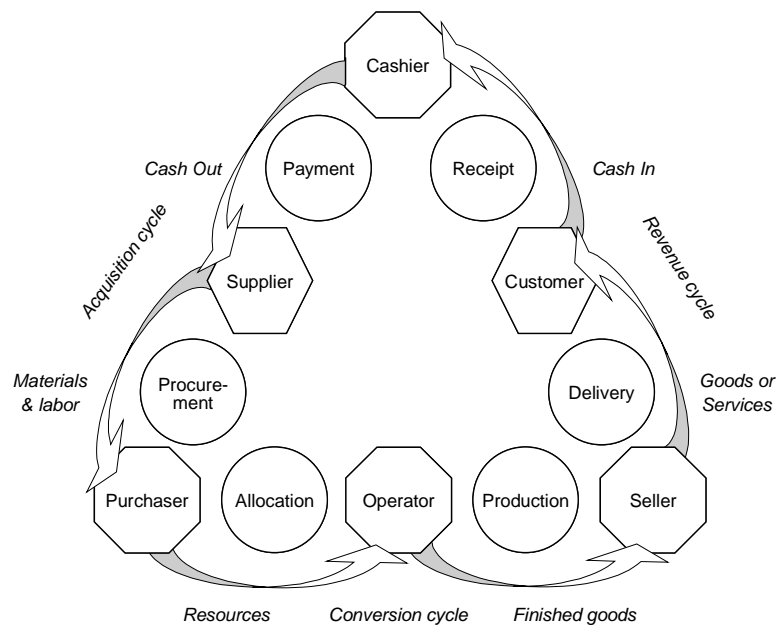 Cashier
Cash Out
Payment
Receipt
Cash In
Acquisition cycle
Revenue cycle
Supplier
Customer
Materials
& labor
Procure-
ment
Delivery
Goods or
Services
Purchaser
Allocation
Operator
Production
Seller
Resources
Conversion cycle
Finished goods